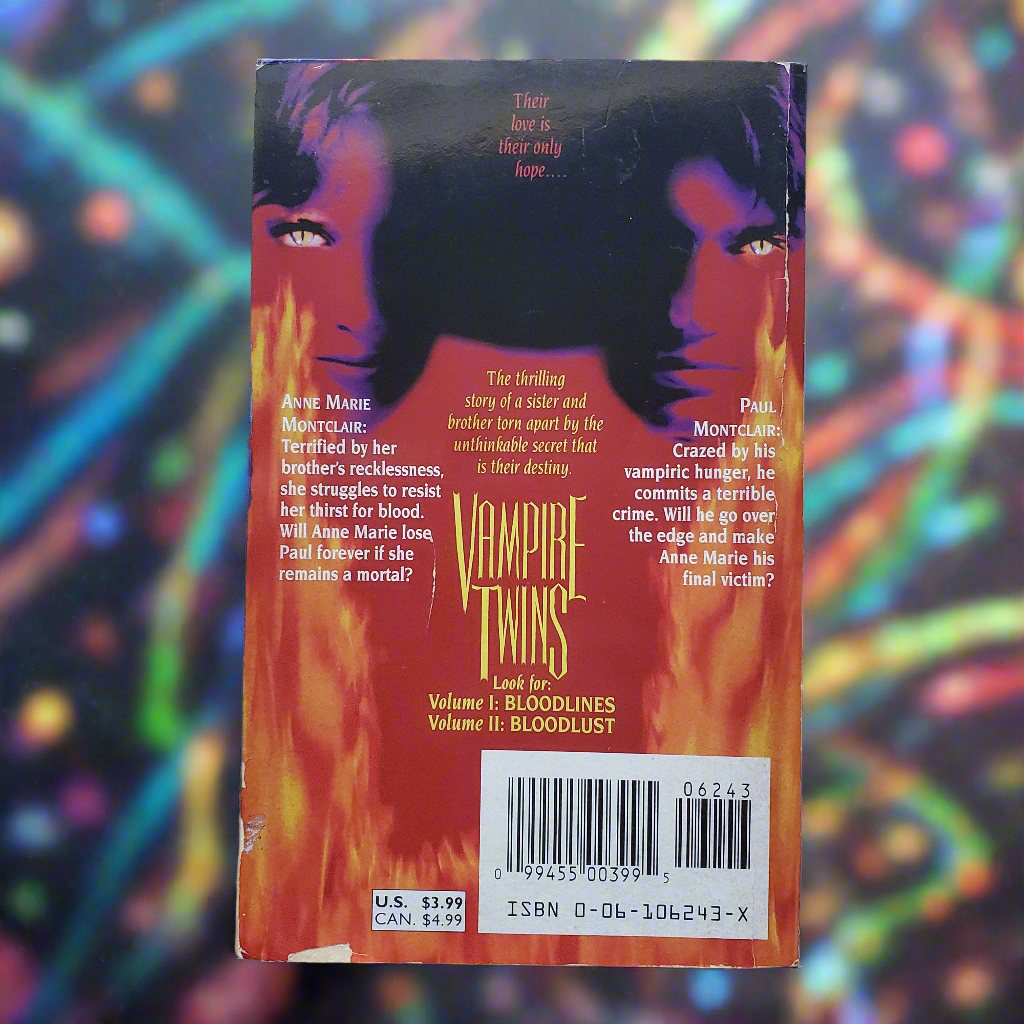 Their
love is
their only
hope....
The thrilling
story of a sister and
brother torn apart by the
unthinkable secret that
is their destiny.
ANNE MARIE
MONTCLAIR:
Terrified by her
brother's recklessness,
she struggles to resist
her thirst for blood.
Will Anne Marie lose
Paul forever if she
remains a mortal?
PAUL
MONTCLAIR:
Crazed by his
vampiric hunger, he
commits a terrible
crime. Will he go over
the edge and make
Anne Marie his
final victim?
VAMPIRE
TWINS
Look for:
Volume I: BLOODLINES
Volume II: BLOODLUST
06243
0 99455 00399 5
ISBN 0-06-106243-X
U.S. $3.99
CAN. $4.99